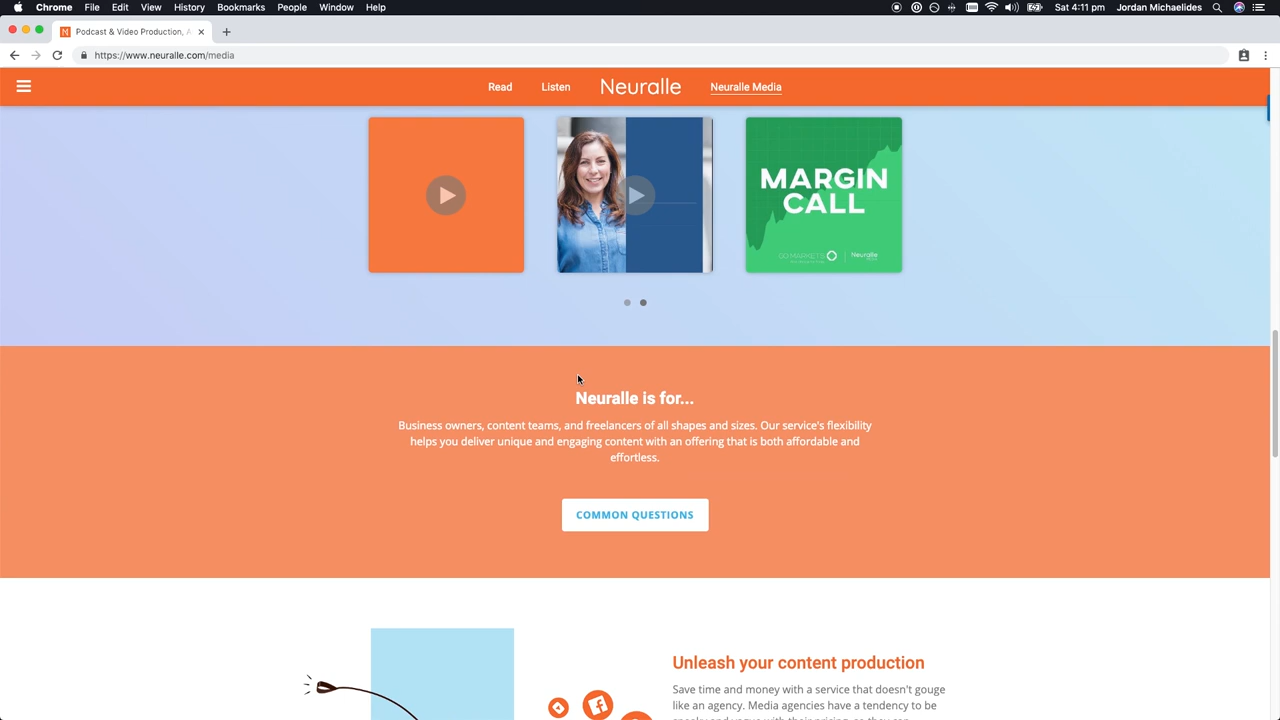 Chrome File Edit View History Bookmarks People Window Help Sat 4:11 pm Jordan Michaelides
Podcast & Video Production, A
https://www.neuralle.com/media
Read Listen Neuralle Neuralle Media
MARGIN
CALL
GO MARKETS Neuralle
Neuralle is for...
Business owners, content teams, and freelancers of all shapes and sizes. Our service's flexibility
helps you deliver unique and engaging content with an offering that is both affordable and
effortless.
COMMON QUESTIONS
Unleash your content production
Save time and money with a service that doesn't gouge
like an agency. Media agencies have a tendency to be